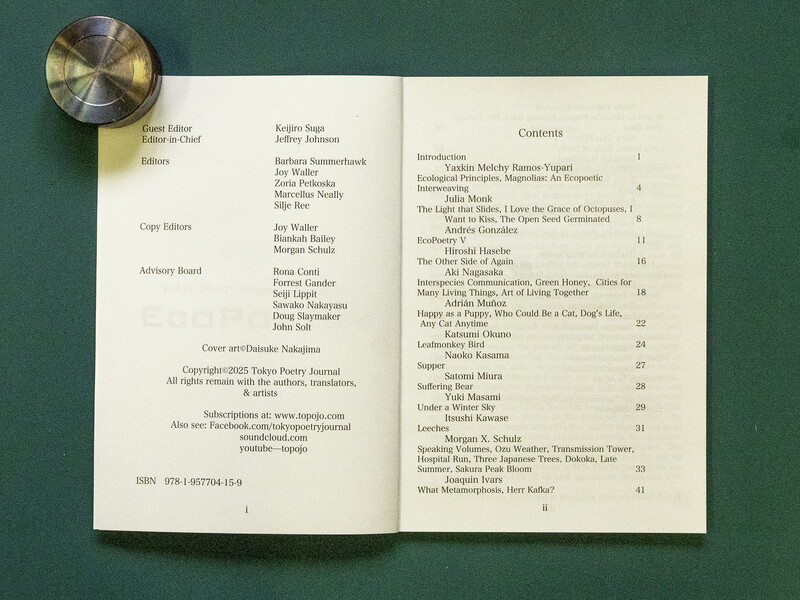 Guest Editor Keijiro Suga
Editor-in-Chief Jeffrey Johnson
Editors Barbara Summerhawk
Joy Waller
Zoria Petkoska
Marcellus Neally
Silje Ree
Copy Editors Joy Waller
Biankah Bailey
Morgan Schulz
Advisory Board Rona Conti
Forrest Gander
Seiji Lippit
Sawako Nakayasu
Doug Slaymaker
John Solt
Cover art©Daisuke Nakajima
Copyright©2025 Tokyo Poetry Journal
All rights remain with the authors, translators,
& artists
Subscriptions at: www.topojo.com
Also see: Facebook.com/tokyopoetryjournal
soundcloud.com
youtube—topojo
ISBN 978-1-957704-15-9
i
Contents
Introduction 1
Yaxkin Melchy Ramos-Yupari
Ecological Principles, Magnolias: An Ecopoetic
Interweaving 4
Julia Monk
The Light that Slides, I Love the Grace of Octopuses, I
Want to Kiss, The Open Seed Germinated 8
Andrés González
EcoPoetry V 11
Hiroshi Hasebe
The Other Side of Again 16
Aki Nagasaka
Interspecies Communication, Green Honey, Cities for
Many Living Things, Art of Living Together 18
Adrián Muñoz
Happy as a Puppy, Who Could Be a Cat, Dog's Life,
Any Cat Anytime 22
Katsumi Okuno
Leafmonkey Bird 24
Naoko Kasama
Supper 27
Satomi Miura
Suffering Bear 28
Yuki Masami
Under a Winter Sky 29
Itsushi Kawase
Leeches 31
Morgan X. Schulz
Speaking Volumes, Ozu Weather, Transmission Tower,
Hospital Run, Three Japanese Trees, Dokoka, Late
Summer, Sakura Peak Bloom 33
Joaquin Ivars
What Metamorphosis, Herr Kafka? 41
ii